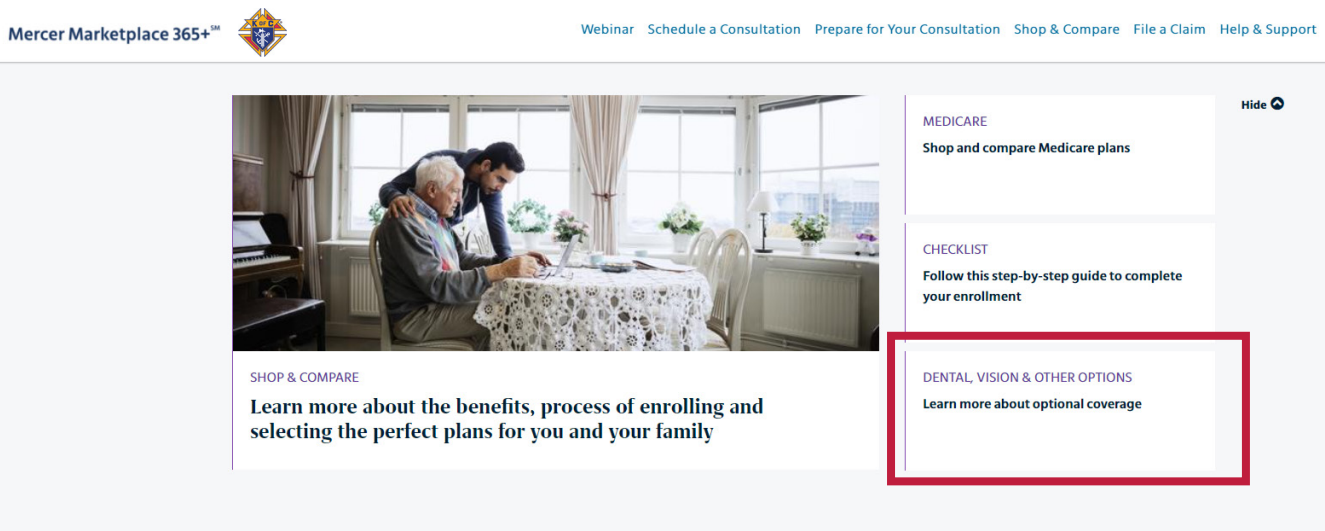 Mercer Marketplace 365+℠
K OF C
Webinar Schedule a Consultation Prepare for Your Consultation Shop & Compare File a Claim Help & Support
Hide
SHOP & COMPARE
Learn more about the benefits, process of enrolling and
selecting the perfect plans for you and your family
MEDICARE
Shop and compare Medicare plans
CHECKLIST
Follow this step-by-step guide to complete
your enrollment
DENTAL, VISION & OTHER OPTIONS
Learn more about optional coverage